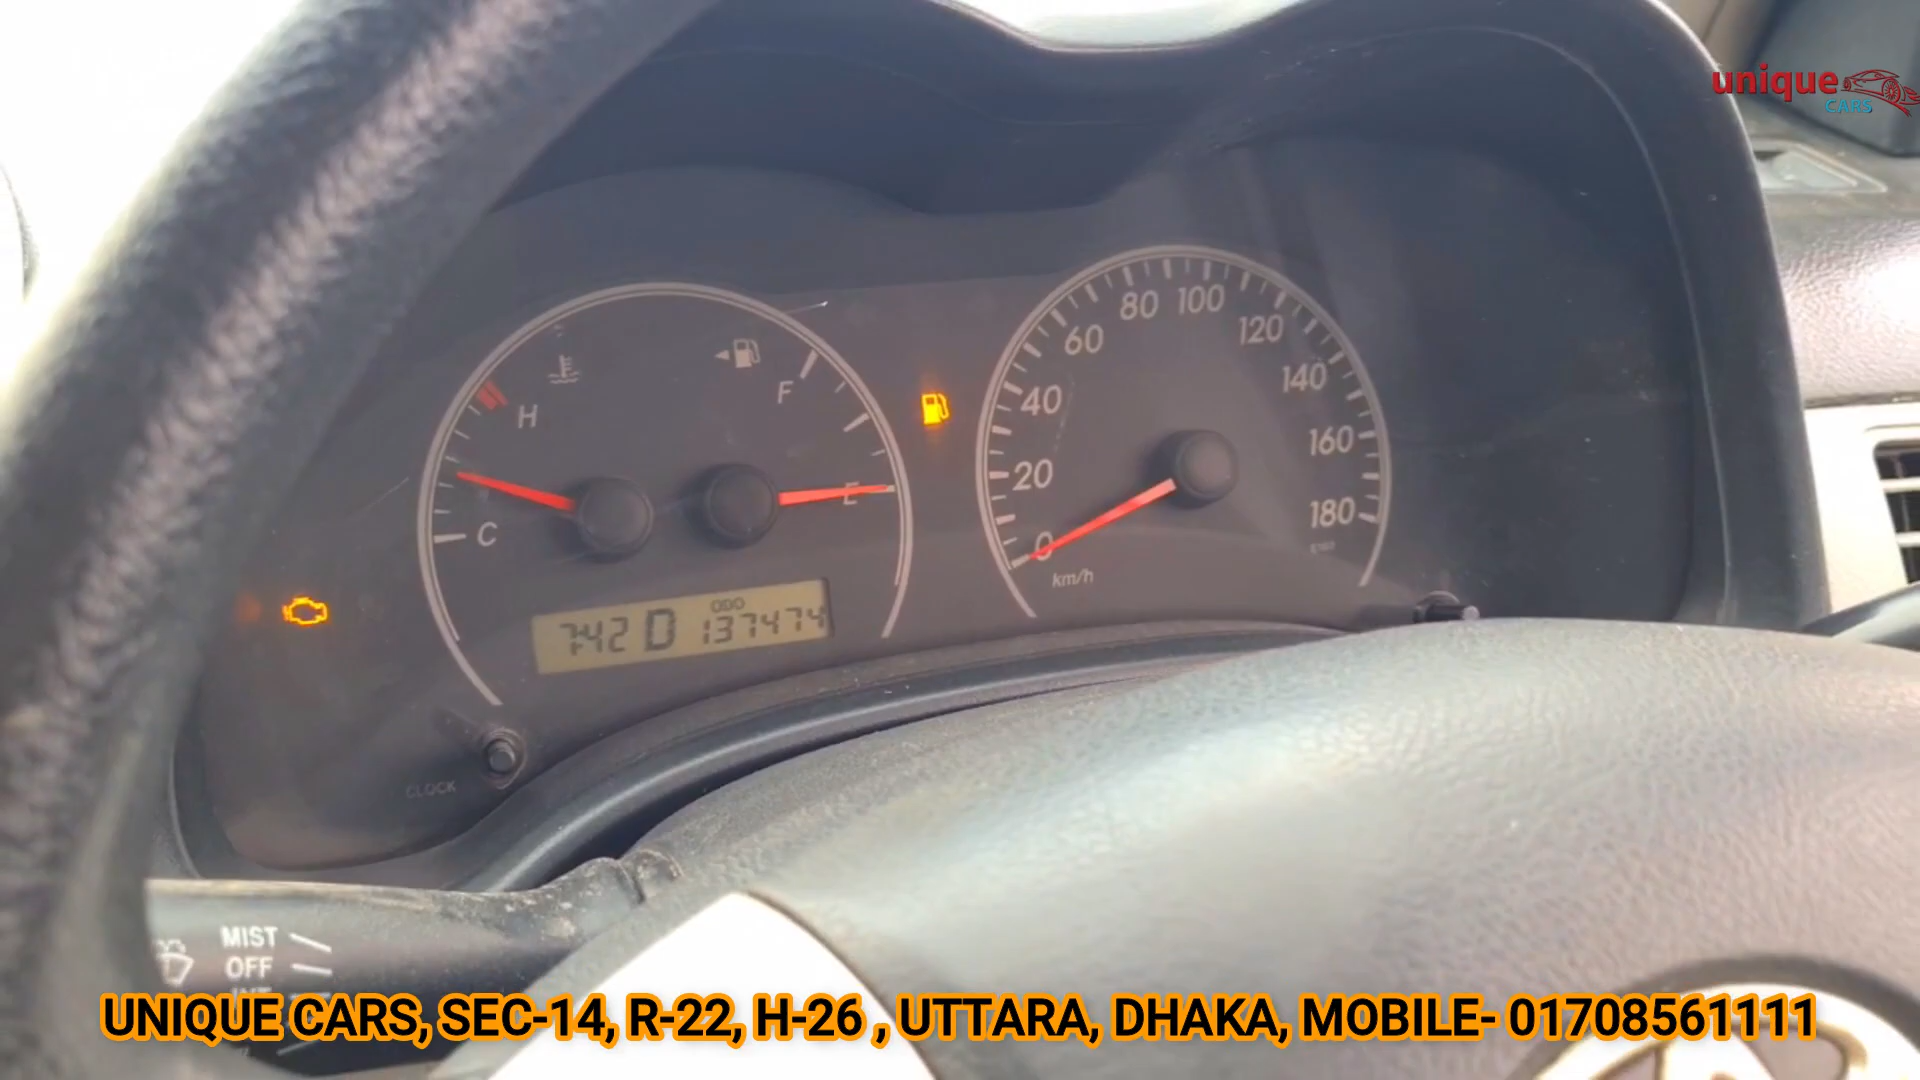 unique
CARS
80 100
60
120
F
H
140
40
160
20
E
180
C
0
km/h
ODO
7:42 D 137474
CLOCK
MIST
OFF
UNIQUE CARS, SEC-14, R-22, H-26 , UTTARA, DHAKA, MOBILE- 01708561111